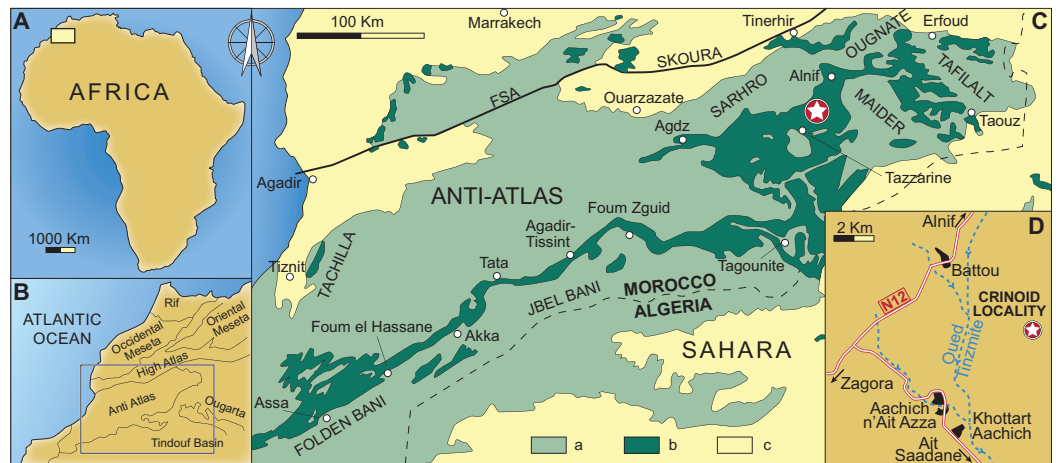 A
AFRICA
1000 Km
B
ATLANTIC
OCEAN
Rif
Occidental
Meseta
Oriental
Meseta
High Atlas
Anti Atlas
Ougarta
Tindouf Basin
C
100 Km
Marrakech
Tinerhir
Erfoud
OUGNATE
SKOURA
FSA
Alnif
TAFILALT
Ouarzazate
SARHRO
MAIDER
Agdz
Taouz
Agadir
Tazzarine
ANTI-ATLAS
Foum Zguid
Agadir-
Tissint
Tiznit
TACHILLA
Tata
Tagounite
JBEL BANI
MOROCCO
ALGERIA
Foum el Hassane
Akka
SAHARA
Assa
FOLDEN BANI
a
b
c
D
2 Km
Alnif
Battou
N12
CRINOID
LOCALITY
Oued
Tinzmite
Zagora
Aachich
n'Ait Azza
Khottart
Aachich
Ait
Saadane